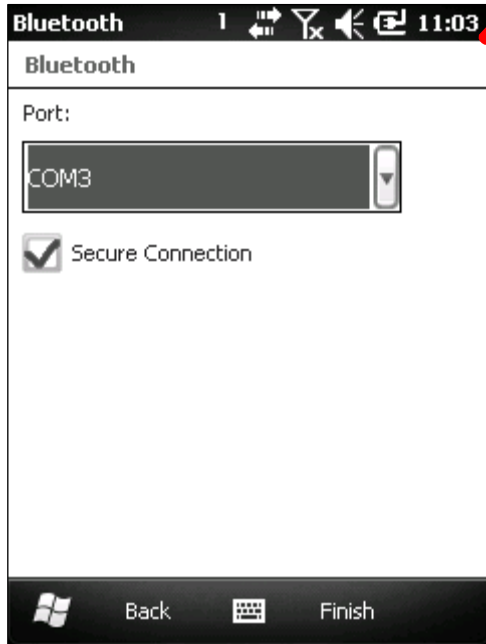 Bluetooth 1 11:03
Bluetooth
Port:
COM3
Secure Connection
Back Finish